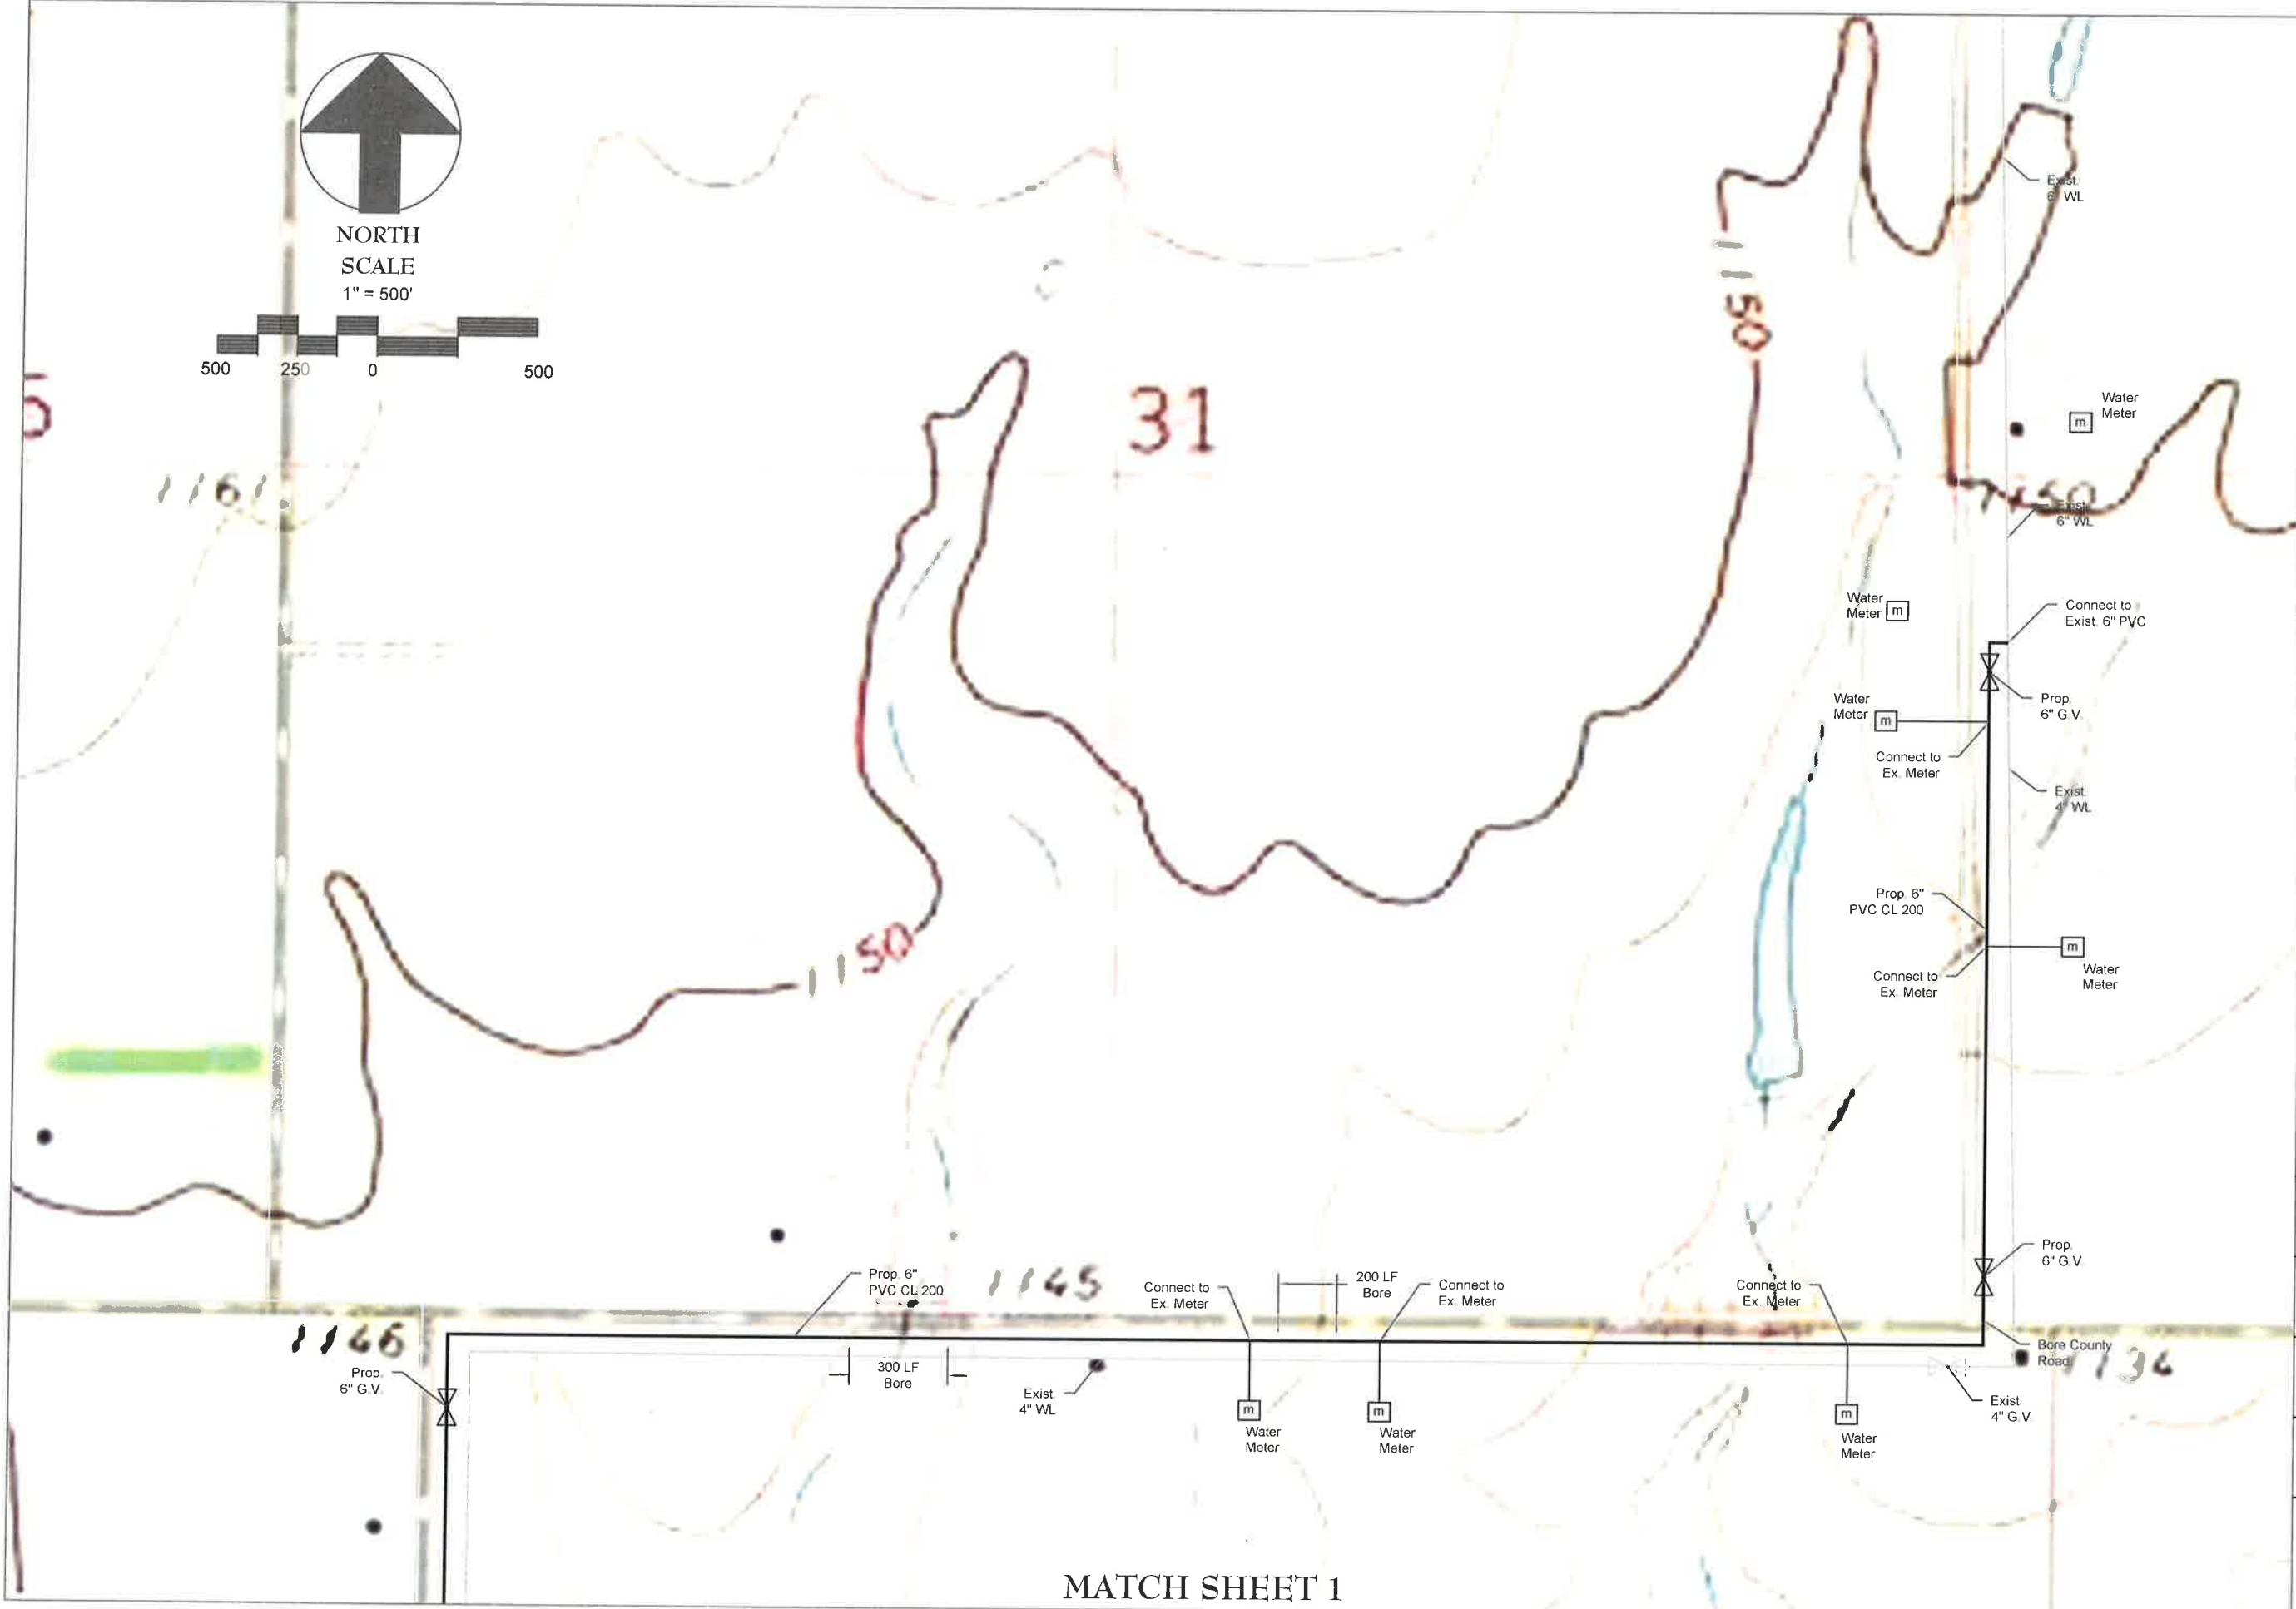 NORTH
SCALE
1" = 500'
500 250 0 500
31
1150
1161
1150
1150
1145
1146
1134
Exist.
6" WL
Water
Meter
m
Exist.
6" WL
Water
Meter
m
Connect to
Exist. 6" PVC
Water
Meter
m
Prop.
6" G.V.
Connect to
Ex. Meter
Exist.
4" WL
Prop. 6"
PVC CL 200
m
Water
Meter
Connect to
Ex. Meter
Prop.
6" G.V.
Prop. 6"
PVC CL 200
Connect to
Ex. Meter
200 LF
Bore
Connect to
Ex. Meter
Connect to
Ex. Meter
Bore County
Road
Prop.
6" G.V.
300 LF
Bore
Exist.
4" WL
m
Water
Meter
m
Water
Meter
m
Water
Meter
Exist.
4" G.V.
MATCH SHEET 1